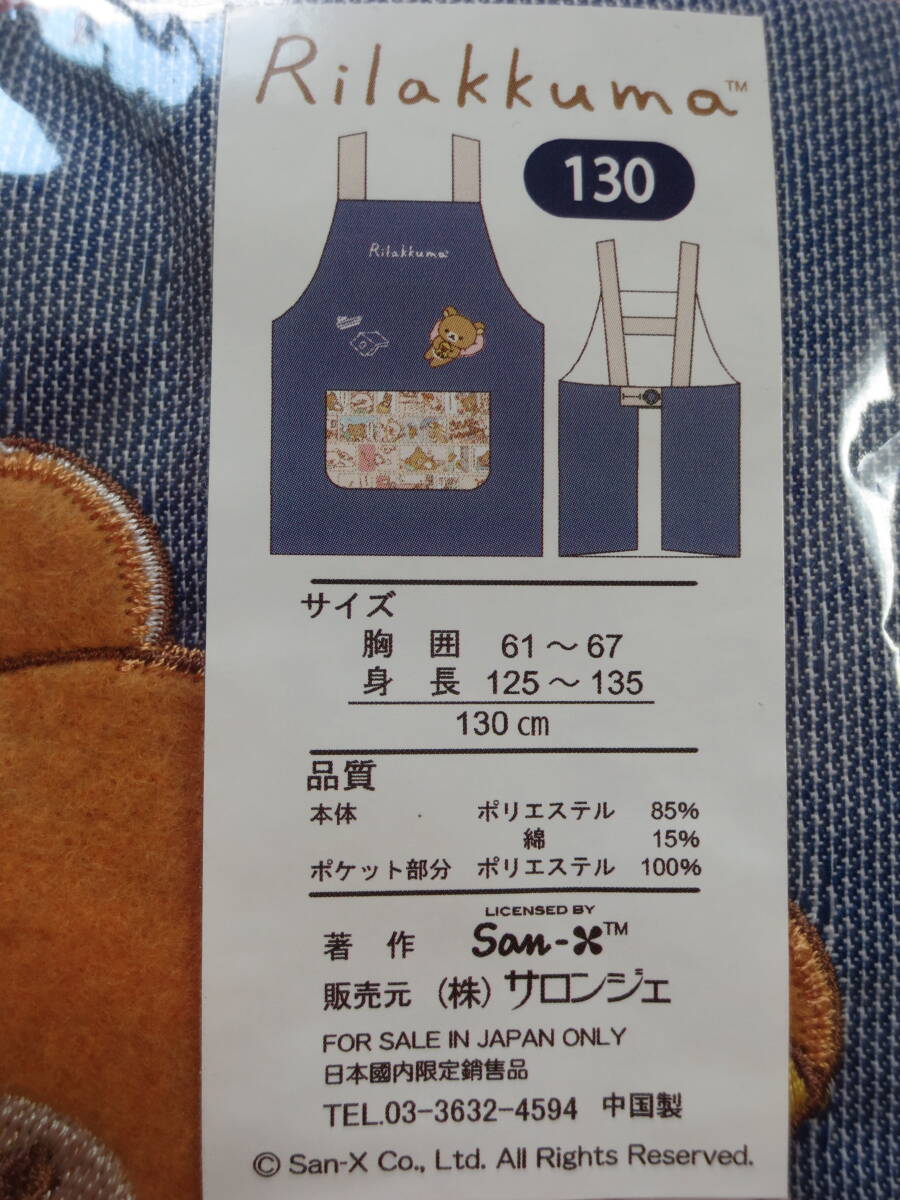 Rilakkuma™
130
Rilakkuma
サイズ
胸 囲 61～67
身 長 125～135
130㎝
品質
本体 ポリエステル 85%
綿 15%
ポケット部分 ポリエステル 100%
LICENSED BY
著 作 San-X™
販売元 (株)サロンジェ
FOR SALE IN JAPAN ONLY
日本國内限定銷售品
TEL.03-3632-4594 中国製
© San-X Co., Ltd. All Rights Reserved.